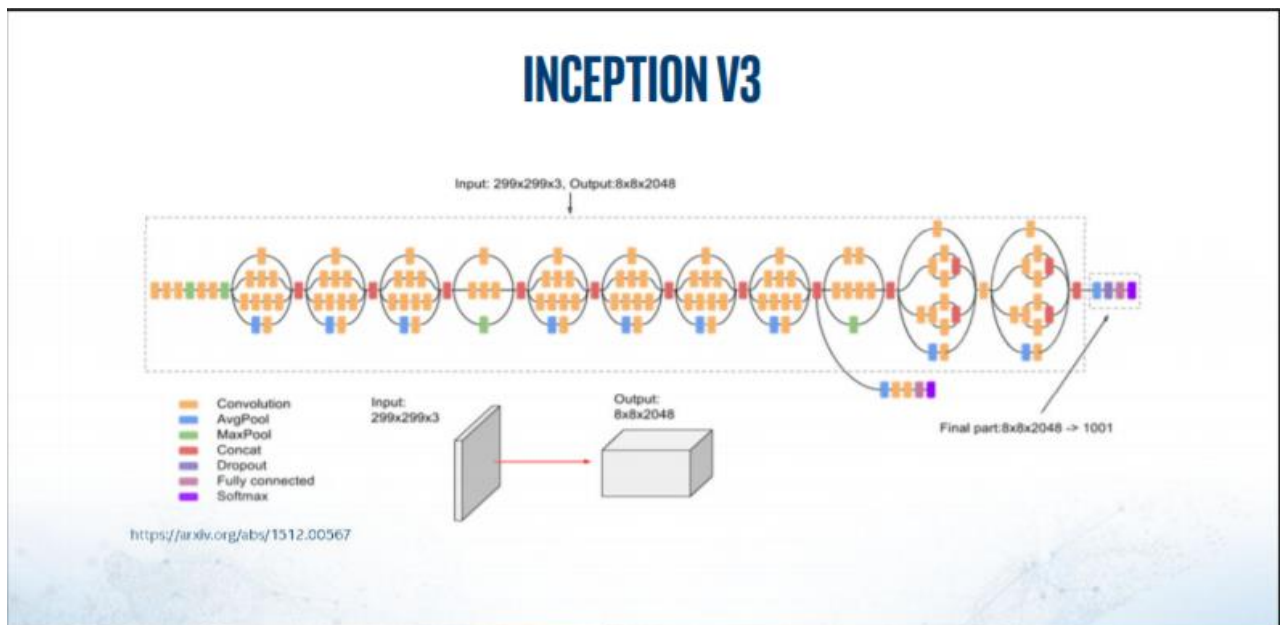 INCEPTION V3
Input: 299x299x3, Output:8x8x2048
Convolution
AvgPool
MaxPool
Concat
Dropout
Fully connected
Softmax
Input:
299x299x3
Output:
8x8x2048
Final part:8x8x2048 -> 1001
https://arxiv.org/abs/1512.00567